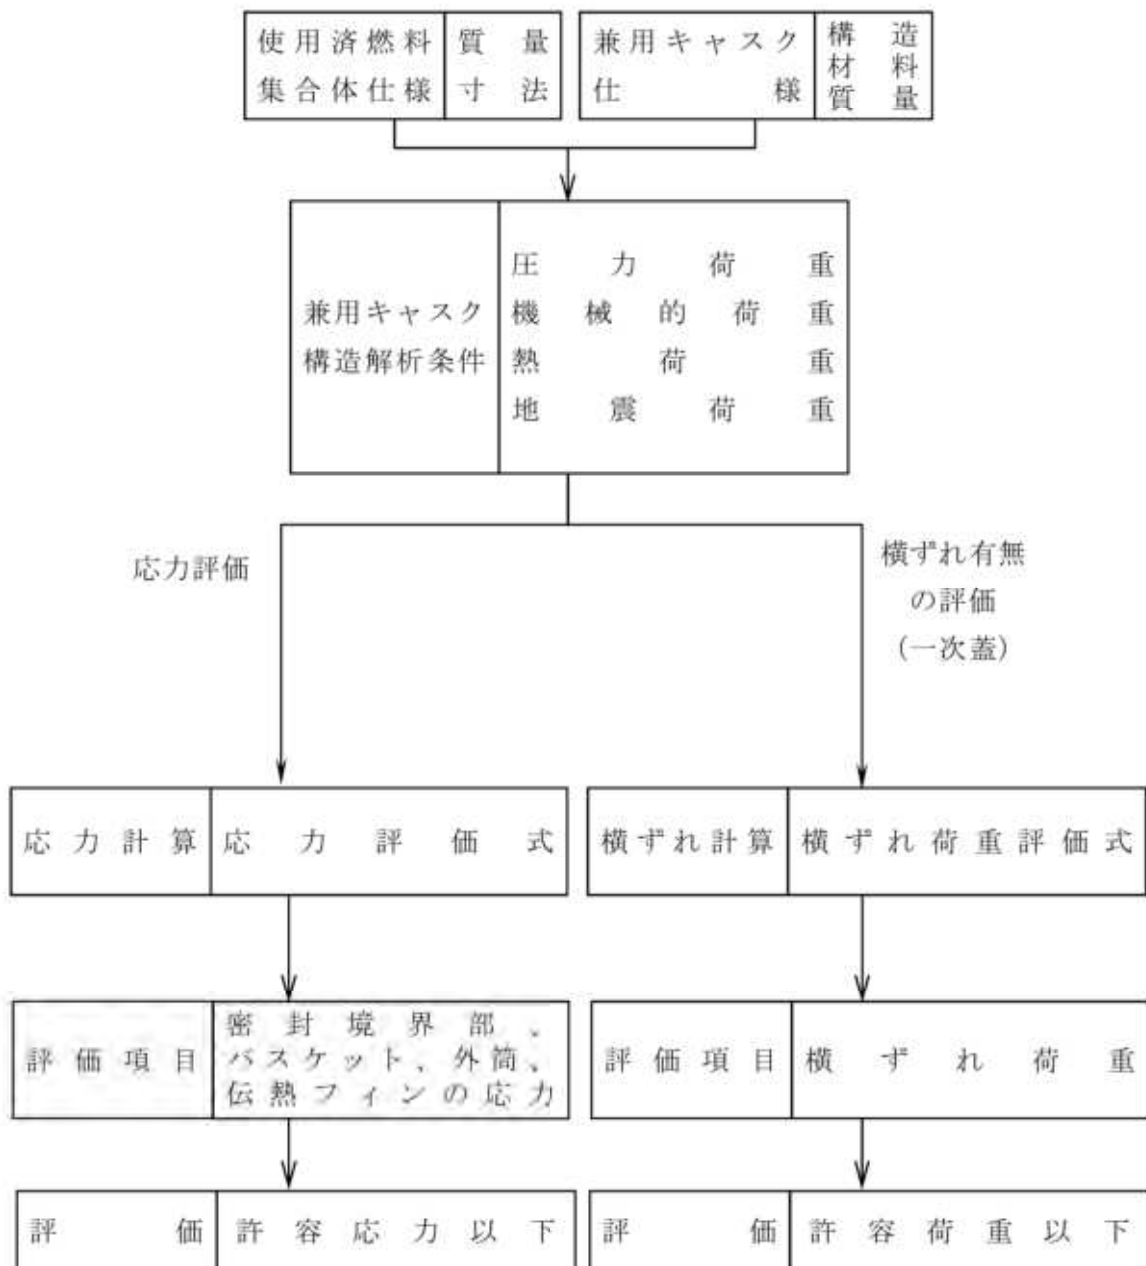 使用済燃料
集合体仕様
質量
寸法
兼用キャスク
仕様
構造
材料
質量
兼用キャスク
構造解析条件
圧力荷重
機械的荷重
熱荷重
地震荷重
応力評価
横ずれ有無
の評価
(一次蓋)
応力計算
応力評価式
横ずれ計算
横ずれ荷重評価式
評価項目
密封境界部、
バスケット、外筒、
伝熱フィンの応力
評価項目
横ずれ荷重
評価
許容応力以下
評価
許容荷重以下